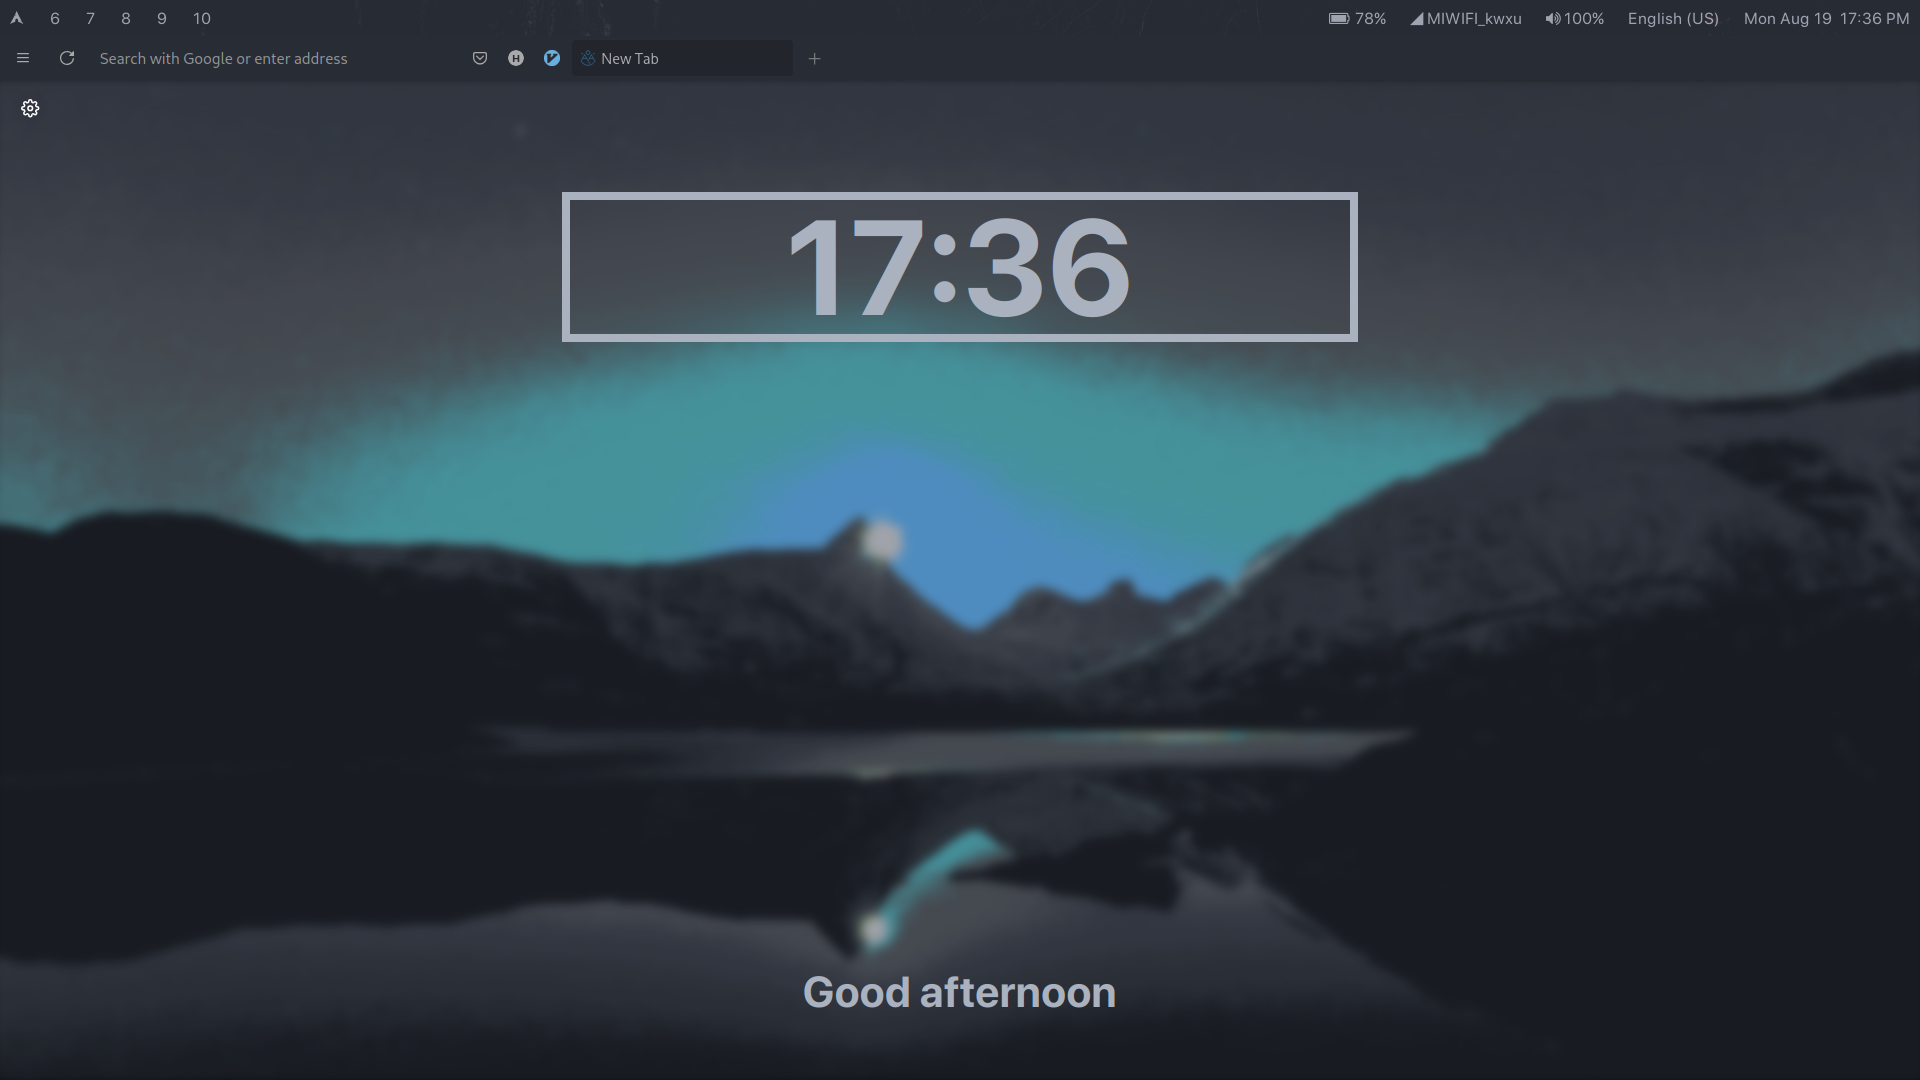 6 7 8 9 10 78% MIWIFI_kwxu 100% English (US) Mon Aug 19 17:36 PM
Search with Google or enter address H New Tab
17:36
Good afternoon